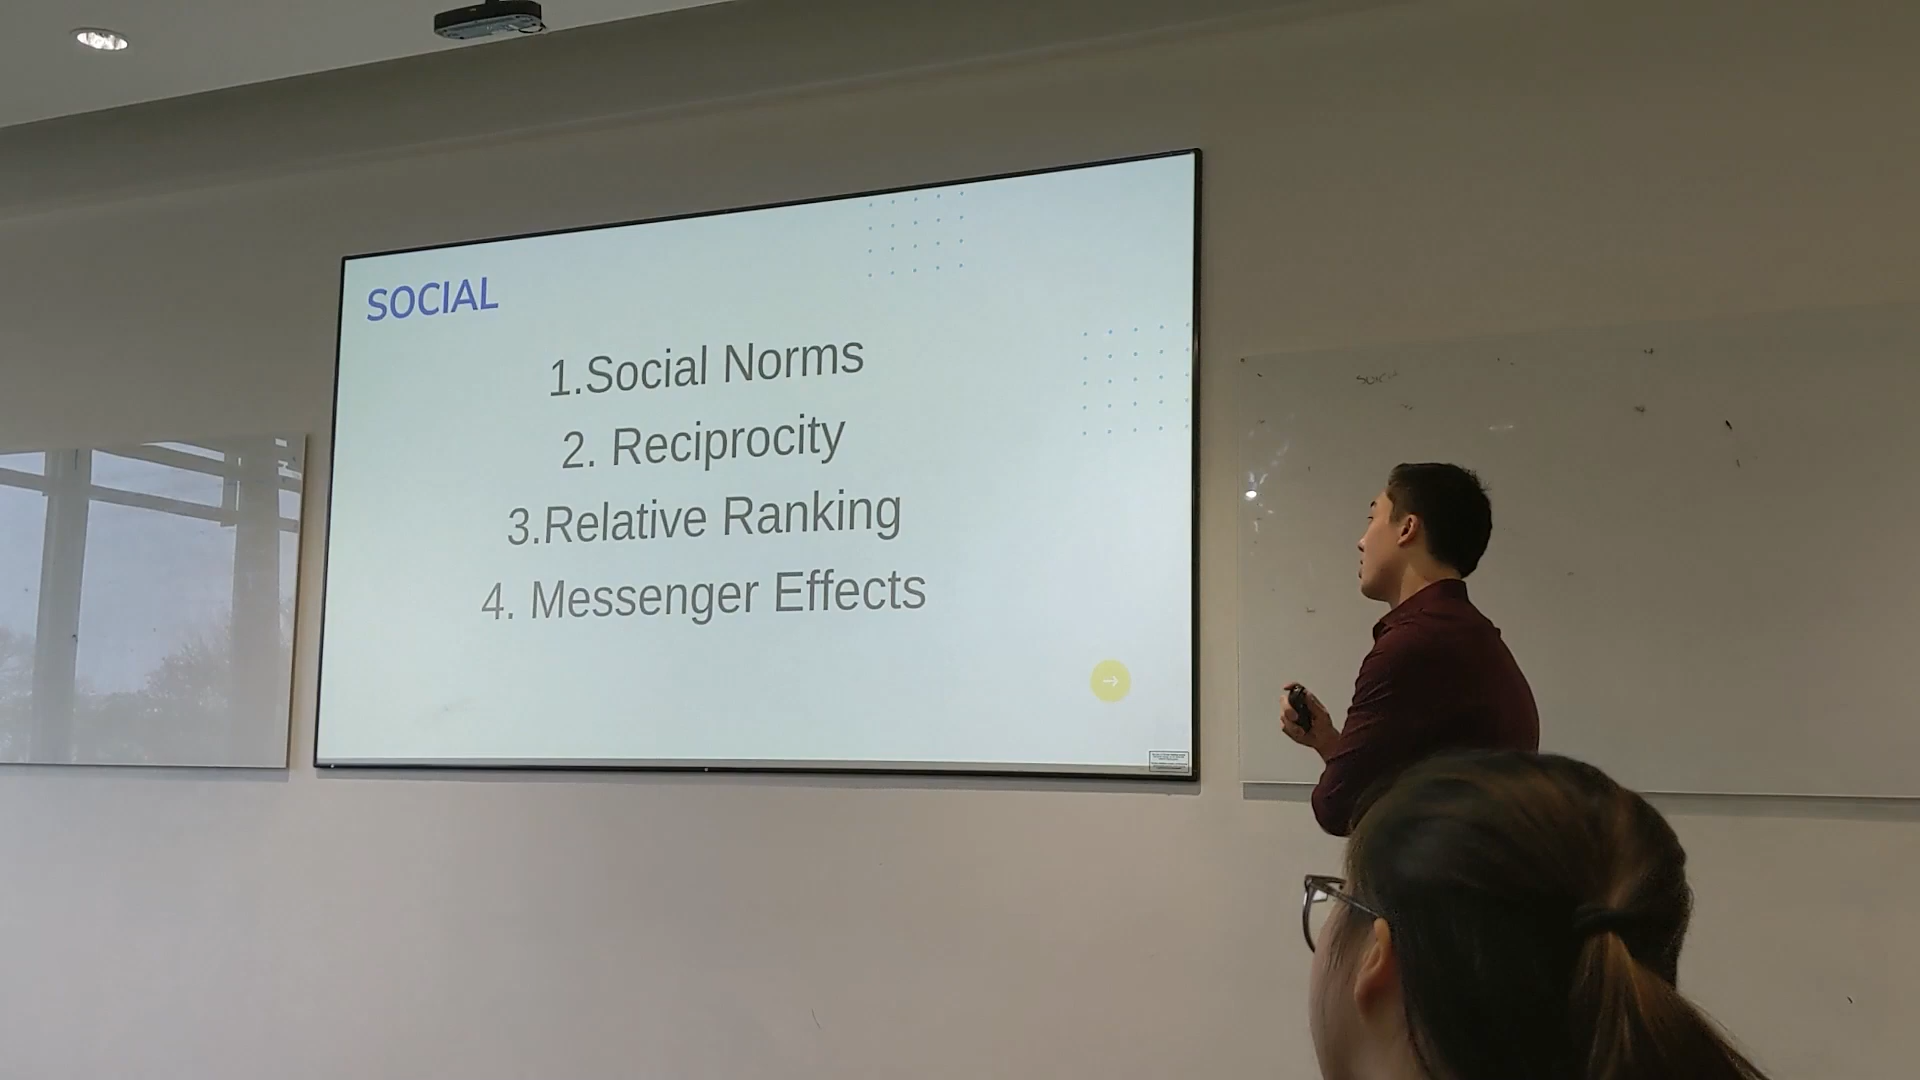 SOCIAL
1.Social Norms
2. Reciprocity
3.Relative Ranking
4. Messenger Effects